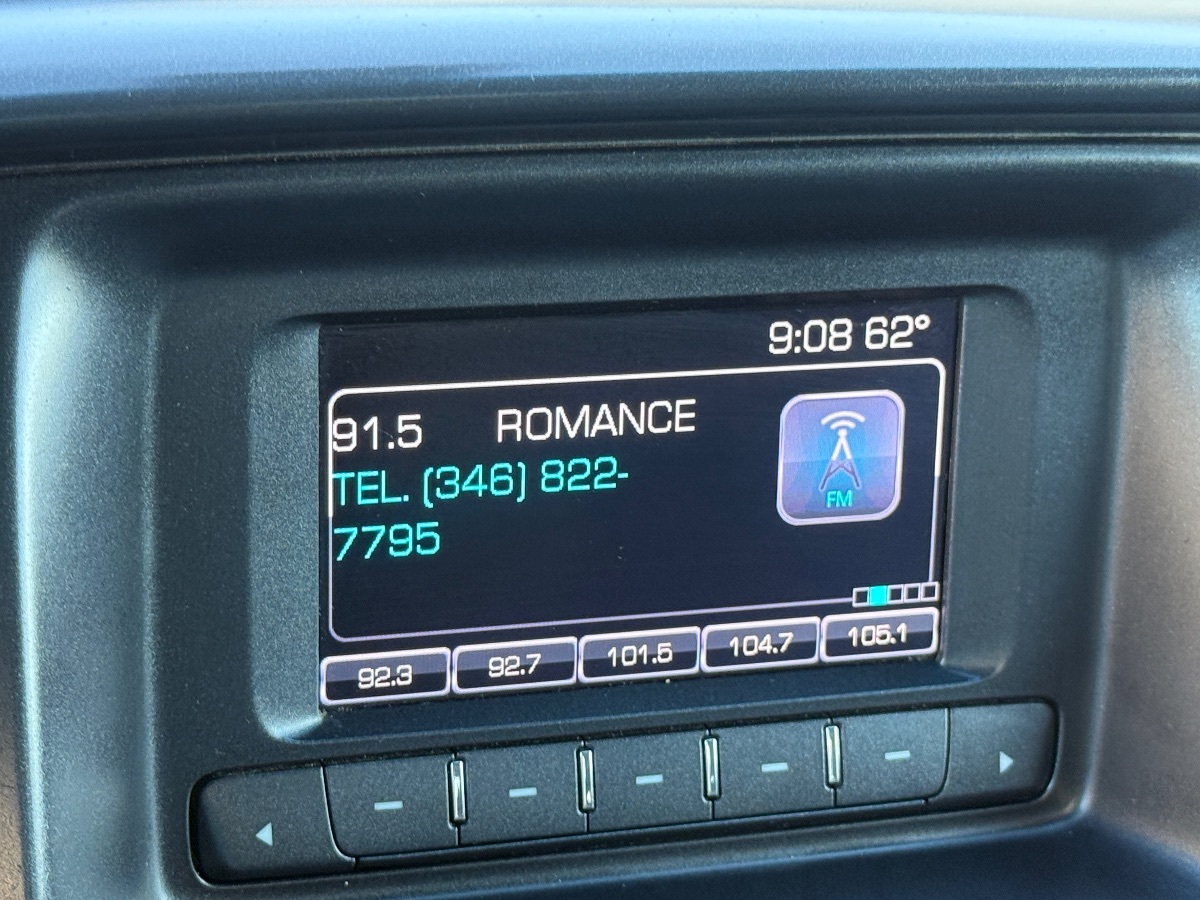 9:08 62°
91.5 ROMANCE
TEL. (346) 822-
7795
FM
92.3 92.7 101.5 104.7 105.1